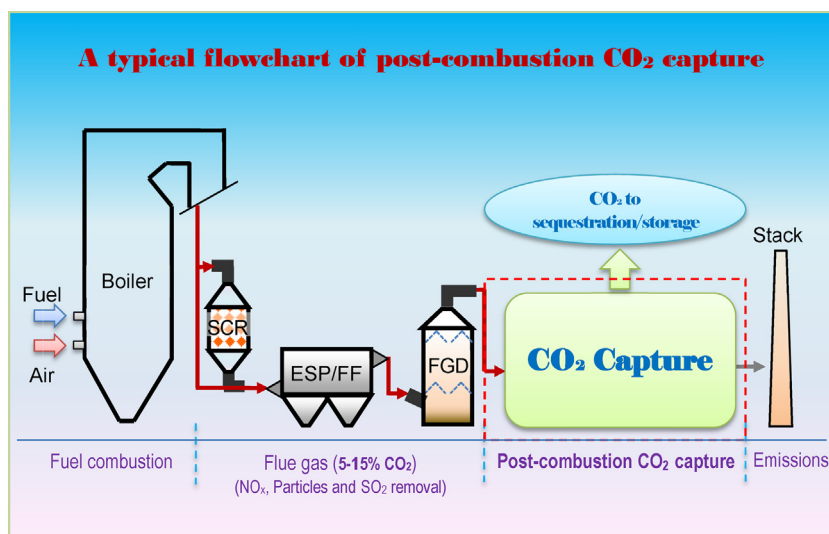 A typical flowchart of post-combustion CO₂ capture
CO₂ to
sequestration/storage
Stack
Boiler
Fuel
Air
SCR
ESP/FF
FGD
CO₂ Capture
Fuel combustion
Flue gas (5-15% CO₂)
(NOₓ, Particles and SO₂ removal)
Post-combustion CO₂ capture
Emissions